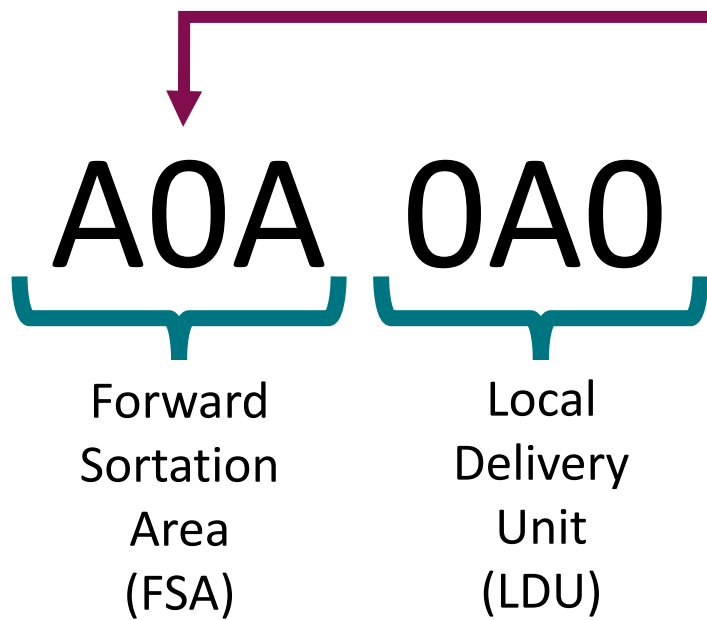 A0A 0A0
Forward
Sortation
Area
(FSA)
Local
Delivery
Unit
(LDU)